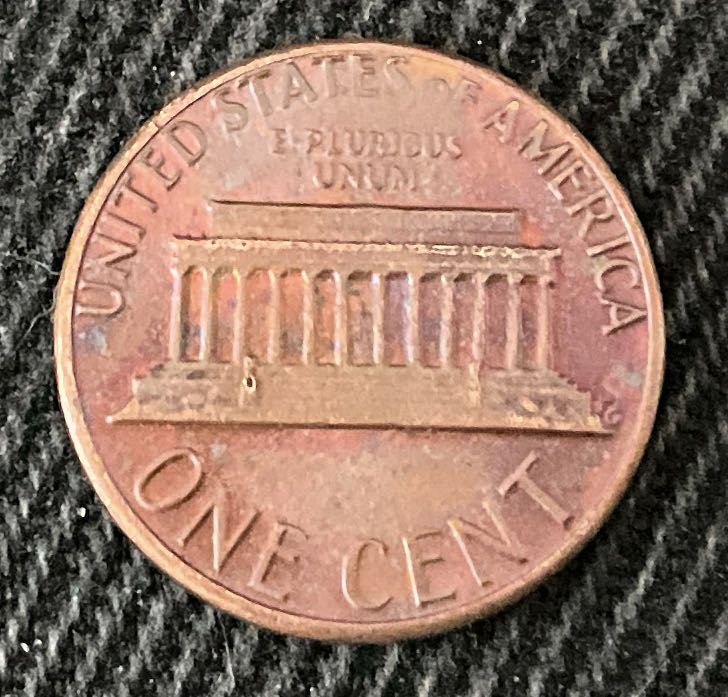 UNITED STATES OF AMERICA
E·PLURIBUS
UNUM
ONE CENT